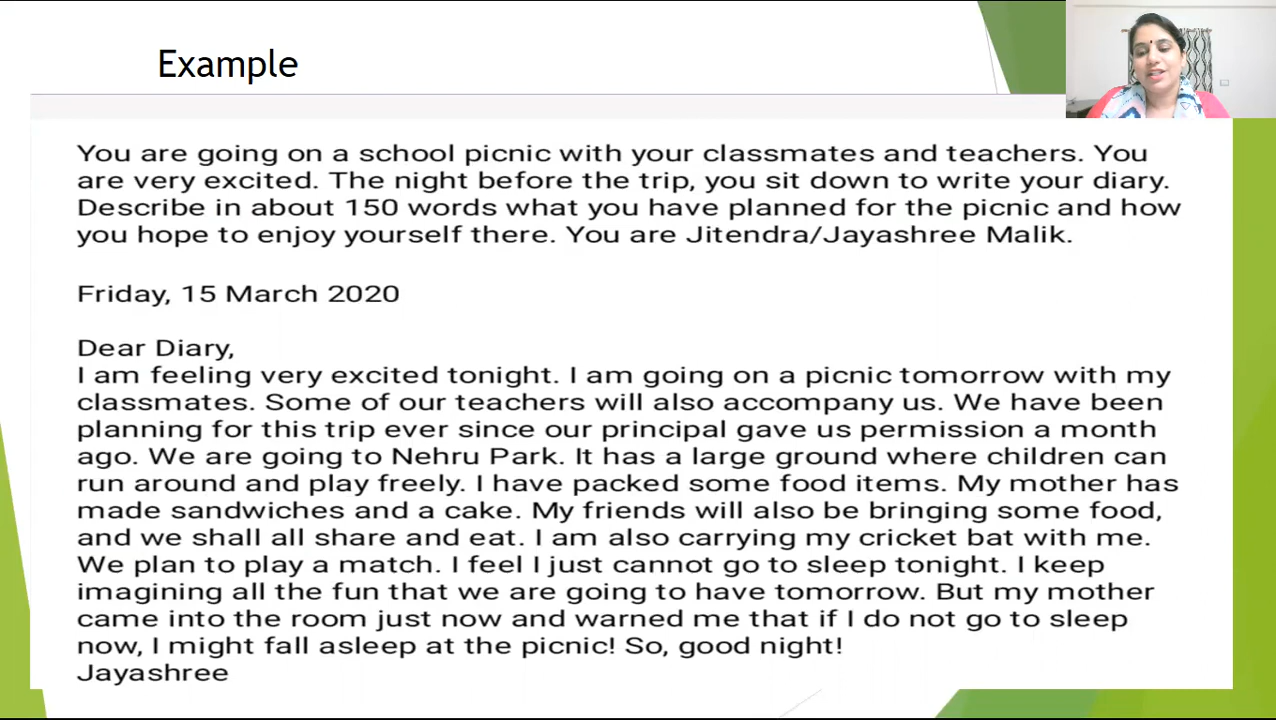 Example
You are going on a school picnic with your classmates and teachers. You
are very excited. The night before the trip, you sit down to write your diary.
Describe in about 150 words what you have planned for the picnic and how
you hope to enjoy yourself there. You are Jitendra/Jayashree Malik.
Friday, 15 March 2020
Dear Diary,
I am feeling very excited tonight. I am going on a picnic tomorrow with my
classmates. Some of our teachers will also accompany us. We have been
planning for this trip ever since our principal gave us permission a month
ago. We are going to Nehru Park. It has a large ground where children can
run around and play freely. I have packed some food items. My mother has
made sandwiches and a cake. My friends will also be bringing some food,
and we shall all share and eat. I am also carrying my cricket bat with me.
We plan to play a match. I feel I just cannot go to sleep tonight. I keep
imagining all the fun that we are going to have tomorrow. But my mother
came into the room just now and warned me that if I do not go to sleep
now, I might fall asleep at the picnic! So, good night!
Jayashree